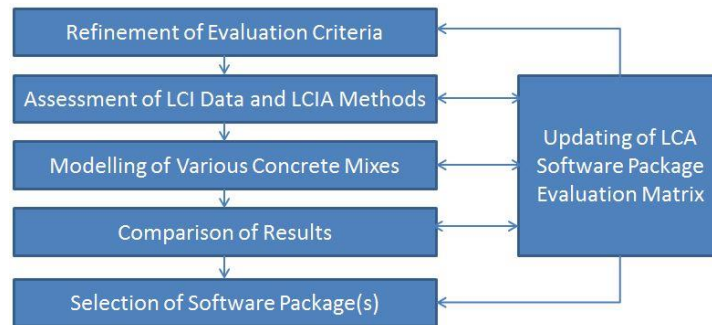 Refinement of Evaluation Criteria
Assessment of LCI Data and LCIA Methods
Modelling of Various Concrete Mixes
Comparison of Results
Selection of Software Package(s)
Updating of LCA
Software Package
Evaluation Matrix